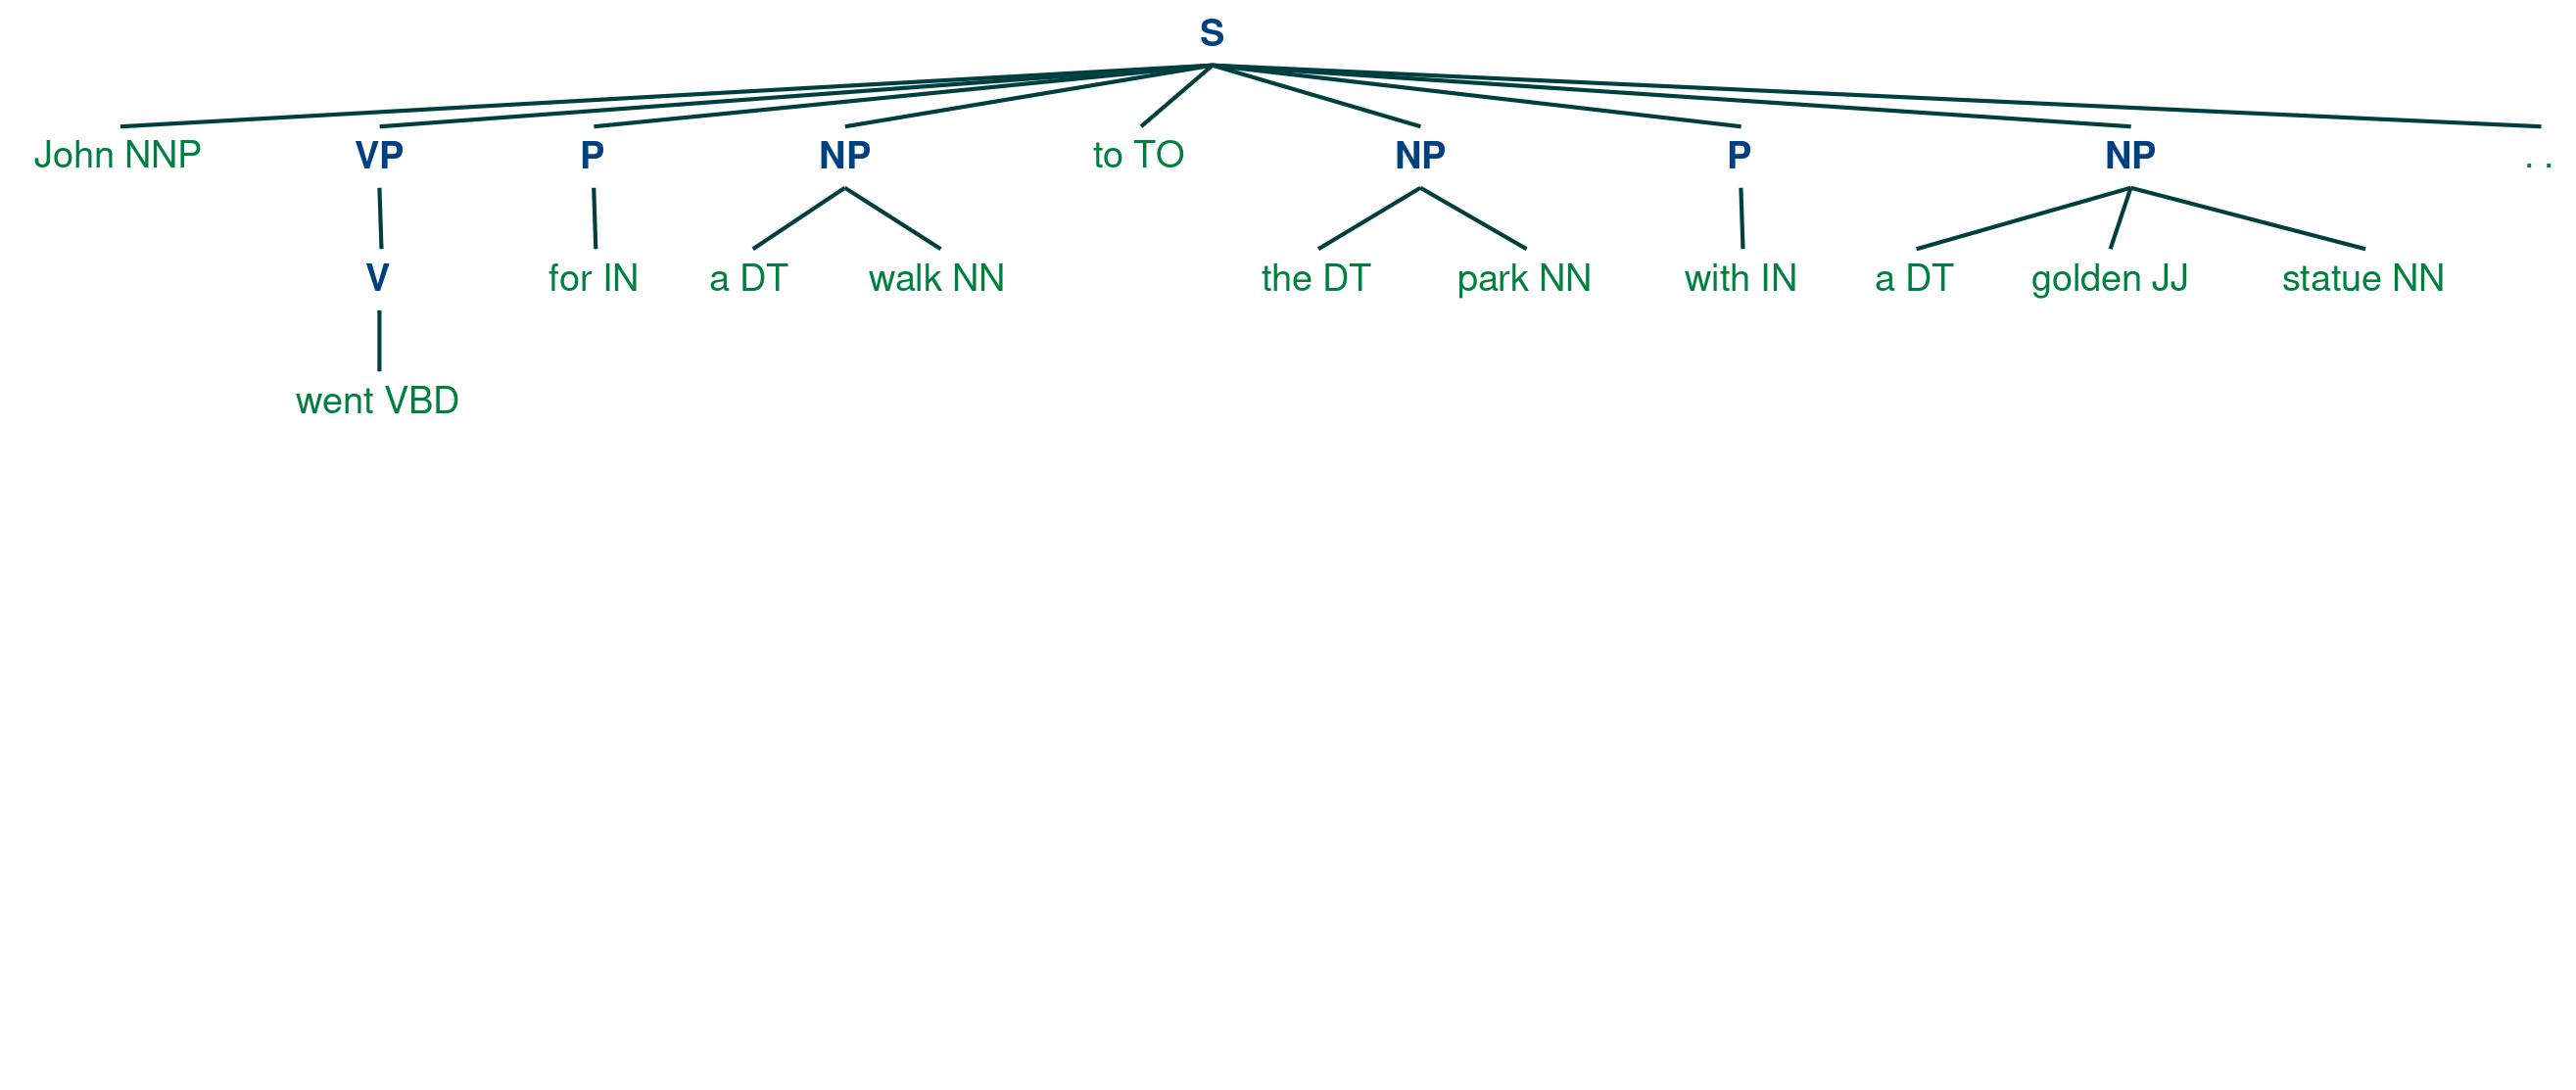 S
John NNP VP P NP to TO NP P NP . .
V for IN a DT walk NN the DT park NN with IN a DT golden JJ statue NN
went VBD